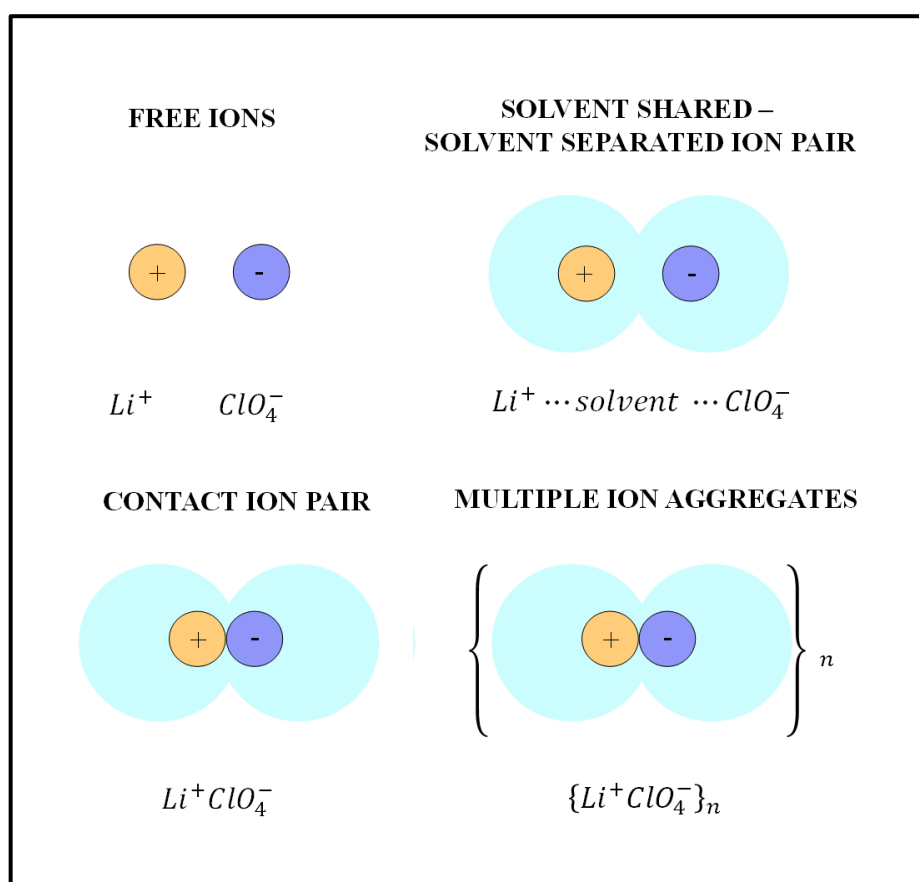 FREE IONS
SOLVENT SHARED –
SOLVENT SEPARATED ION PAIR
+ -
+ -
Li⁺ ClO₄⁻
Li⁺ ⋯ solvent ⋯ ClO₄⁻
CONTACT ION PAIR
MULTIPLE ION AGGREGATES
+ -
{ + - } n
Li⁺ClO₄⁻
{Li⁺ClO₄⁻}ₙ